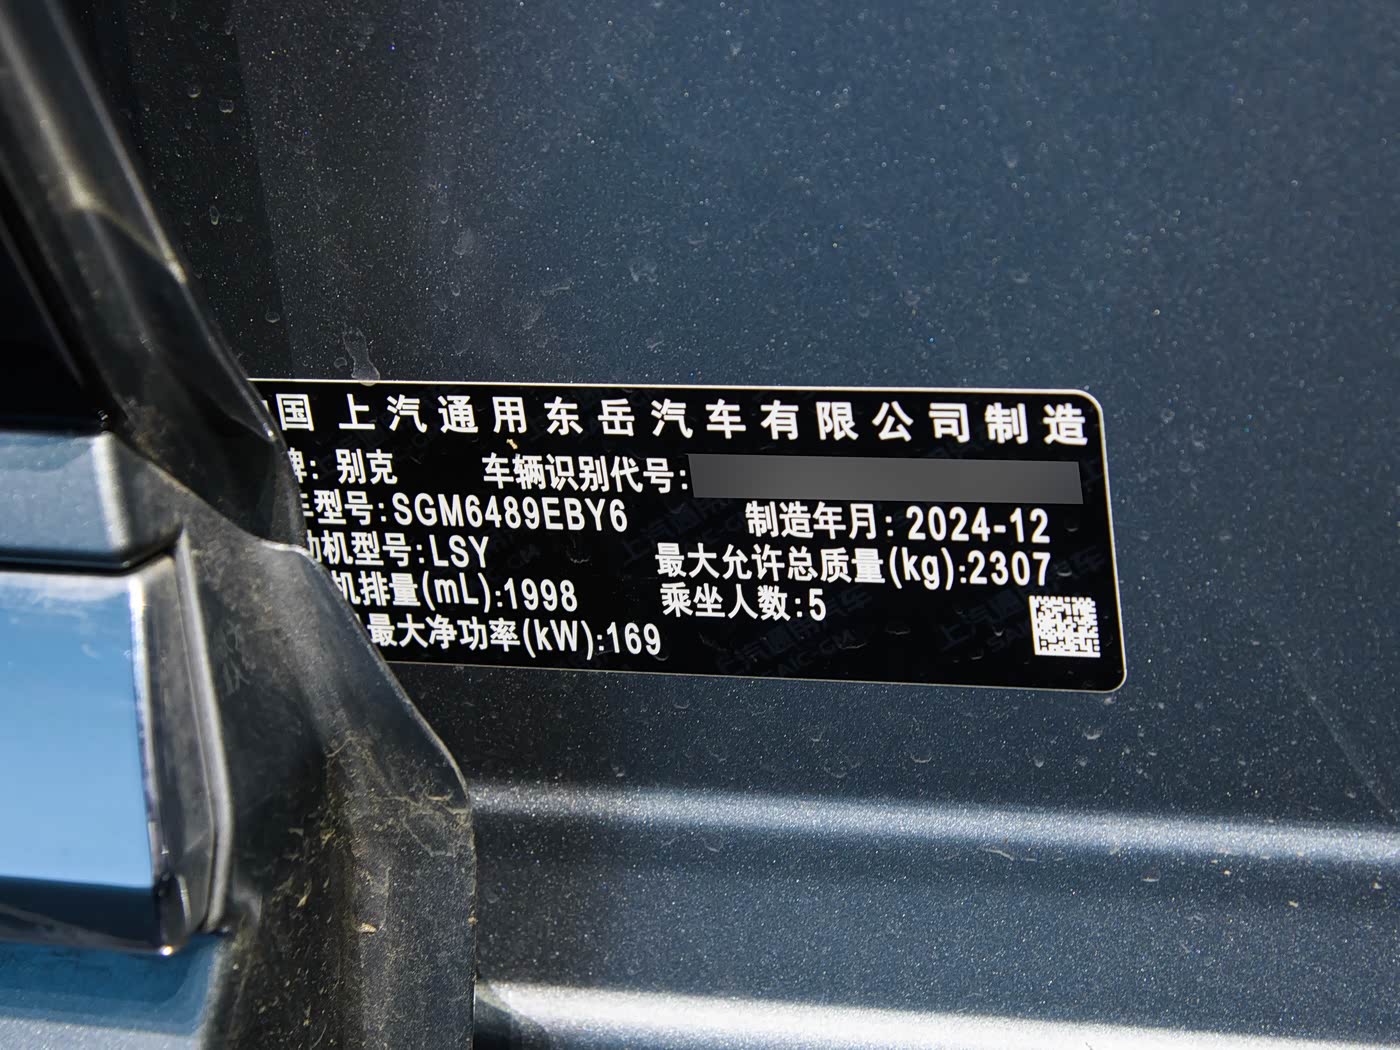 国 上汽通用东岳汽车有限公司制造
牌: 别克 车辆识别代号:
车型号:SGM6489EBY6 制造年月: 2024-12
动机型号:LSY 最大允许总质量(kg):2307
机排量(mL):1998 乘坐人数:5
最大净功率(kW):169